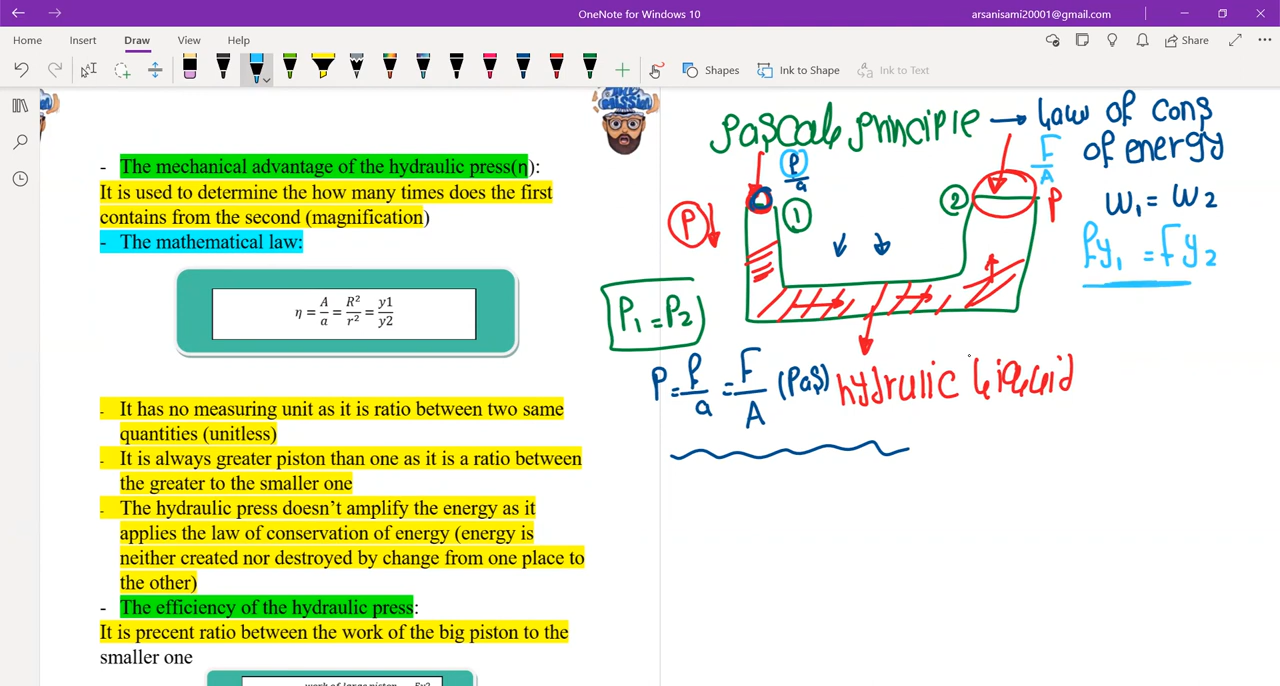 OneNote for Windows 10
arsanisami20001@gmail.com
Home Insert Draw View Help
Share
Shapes Ink to Shape Ink to Text
- The mechanical advantage of the hydraulic press(η):
It is used to determine the how many times does the first
contains from the second (magnification)
- The mathematical law:
η = A/a = R²/r² = y1/y2
- It has no measuring unit as it is ratio between two same
quantities (unitless)
- It is always greater piston than one as it is a ratio between
the greater to the smaller one
- The hydraulic press doesn't amplify the energy as it
applies the law of conservation of energy (energy is
neither created nor destroyed by change from one place to
the other)
- The efficiency of the hydraulic press:
It is precent ratio between the work of the big piston to the
smaller one
Pascale principle → Law of cons
of energy
f/a
F/A
P
1
2
P
W1 = W2
fy1 = Fy2
P1 = P2
P = f/a = F/A (Pas)
hydrulic liquid